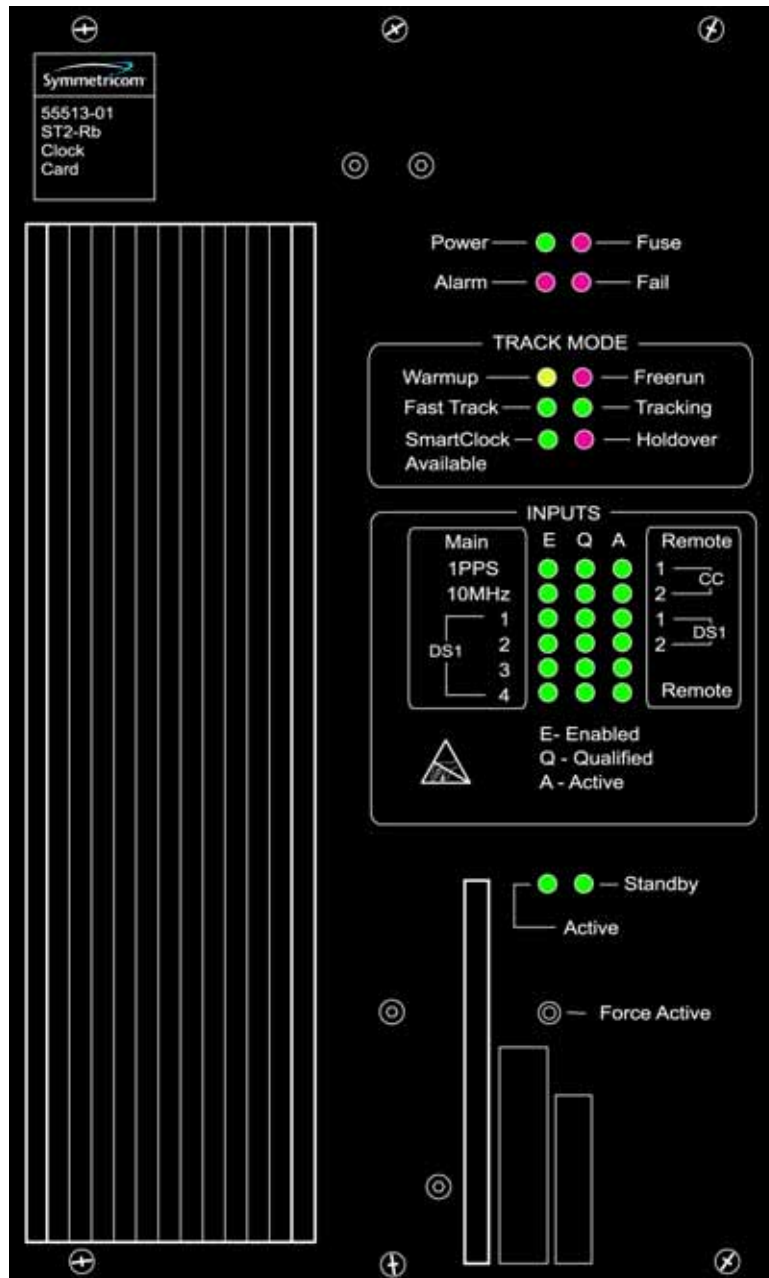 Symmetricom
55513-01
ST2-Rb
Clock
Card
Power Fuse
Alarm Fail
TRACK MODE
Warmup Freerun
Fast Track Tracking
SmartClock Holdover
Available
INPUTS
Main E Q A Remote
1PPS 1 CC
10MHz 2
DS1 1 1 DS1
2 2
3
4 Remote
E- Enabled
Q - Qualified
A - Active
Standby
Active
Force Active